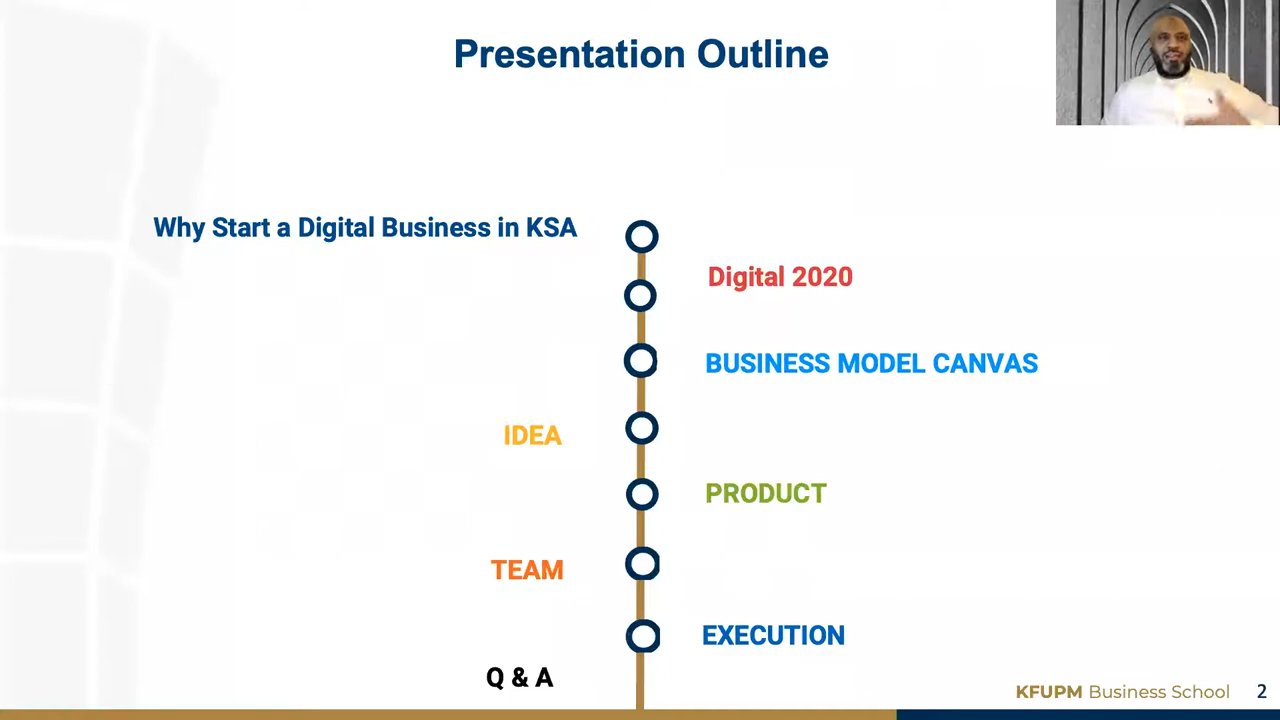 Presentation Outline
Why Start a Digital Business in KSA
Digital 2020
BUSINESS MODEL CANVAS
IDEA
PRODUCT
TEAM
EXECUTION
Q & A
KFUPM Business School 2